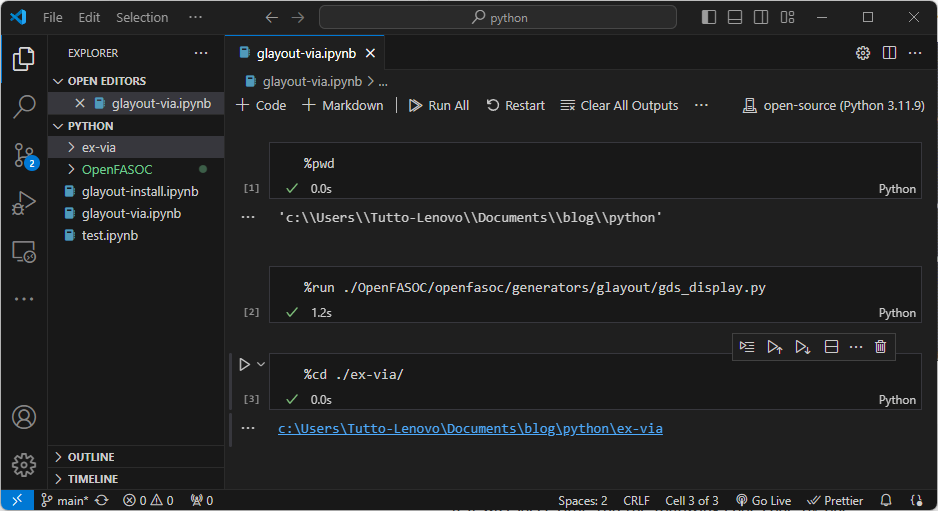 File Edit Selection ··· python
EXPLORER ···
OPEN EDITORS
glayout-via.ipynb
PYTHON
ex-via
OpenFASOC
glayout-install.ipynb
glayout-via.ipynb
test.ipynb
OUTLINE
TIMELINE
2
glayout-via.ipynb
glayout-via.ipynb > ...
+ Code + Markdown | Run All Restart Clear All Outputs ··· open-source (Python 3.11.9)
%pwd
[1] 0.0s Python
··· 'c:\\Users\\Tutto-Lenovo\\Documents\\blog\\python'
%run ./OpenFASOC/openfasoc/generators/glayout/gds_display.py
[2] 1.2s Python
%cd ./ex-via/
[3] 0.0s Python
··· c:\Users\Tutto-Lenovo\Documents\blog\python\ex-via
main* 0 0 0 Spaces: 2 CRLF Cell 3 of 3 Go Live Prettier